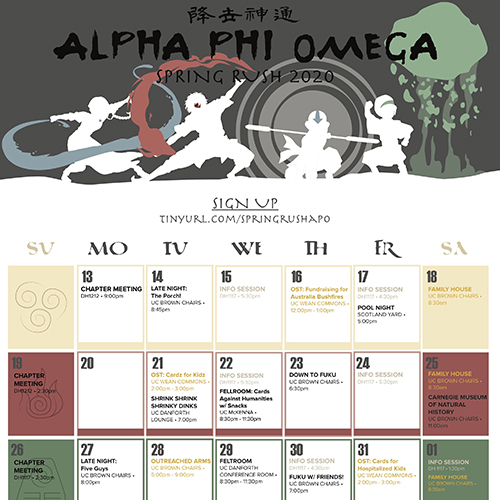 降去神通
ALPHA PHI OMEGA
SPRING RUSH 2020
SIGN UP
TINYURL.COM/SPRINGRUSHAPO
SU MO TU WE TH FR SA
13
CHAPTER MEETING
DH1212 • 9:00pm
14
LATE NIGHT:
The Porch!
UC BROWN CHAIRS •
8:45pm
15
INFO SESSION
DH1117 • 5:30pm
16
OST: Fundraising for
Australia Bushfires
UC WEAN COMMONS •
12:00pm - 1:00pm
17
INFO SESSION
DH1117 • 4:30pm
POOL NIGHT
SCOTLAND YARD •
5:00pm
18
FAMILY HOUSE
UC BROWN CHAIRS •
8:30am
19
CHAPTER
MEETING
DH1212 • 2:30pm
20
21
OST: Cards for Kids
UC WEAN COMMONS •
2:00pm - 3:00pm
SHRINK SHRINK
SHRINKY DINKS
UC DANFORTH
LOUNGE • 7:00pm
22
INFO SESSION
DH1117 • 5:30pm
FELLROOM: Cards
Against Humanities
w/ Snacks
UC McKENNA •
8:30pm - 11:30pm
23
DOWN TO FUKU
UC BROWN CHAIRS •
6:30pm
24
INFO SESSION
DH1117 • 5:30pm
25
FAMILY HOUSE
UC BROWN CHAIRS •
8:30am
CARNEGIE MUSEUM
OF NATURAL
HISTORY
UC BROWN CHAIRS •
11:00am
26
CHAPTER
MEETING
DH1212 • 2:30pm
27
LATE NIGHT:
Five Guys
UC BROWN CHAIRS •
8:00pm
28
OUTREACHED ARMS
UC BROWN CHAIRS •
5:00pm - 9:00pm
29
FELTROOM
UC DANFORTH
CONFERENCE ROOM •
8:30pm - 11:30pm
30
INFO SESSION
DH1117 • 4:30pm
FUKU W/ FRIENDS!
UC BROWN CHAIRS •
7:00pm
31
OST: Cards for
Hospitalized Kids
UC WEAN COMMONS •
2:00pm - 3:00pm
01
INFO SESSION
DH1117 • 1:30pm
FAMILY HOUSE
UC BROWN CHAIRS •
8:30am